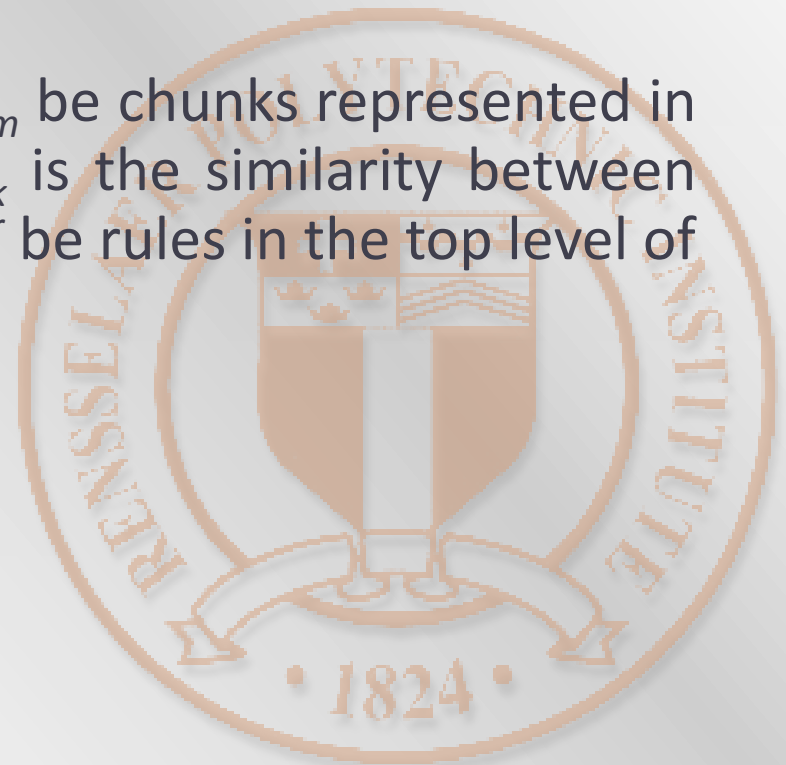 m be chunks represented in
k is the similarity between
be rules in the top level of
RENSSELAER POLYTECHNIC INSTITUTE
• 1824 •